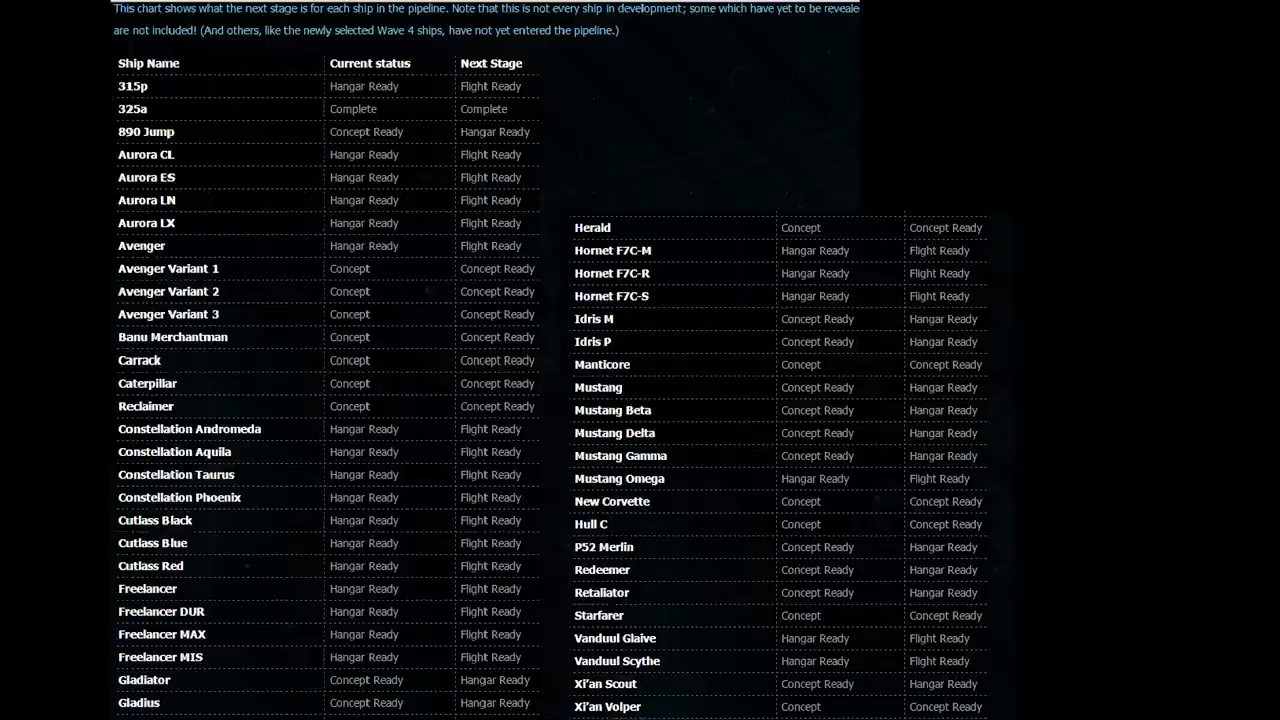 This chart shows what the next stage is for each ship in the pipeline. Note that this is not every ship in development; some which have yet to be reveale
are not included! (And others, like the newly selected Wave 4 ships, have not yet entered the pipeline.)
Ship Name Current status Next Stage
315p Hangar Ready Flight Ready
325a Complete Complete
890 Jump Concept Ready Hangar Ready
Aurora CL Hangar Ready Flight Ready
Aurora ES Hangar Ready Flight Ready
Aurora LN Hangar Ready Flight Ready
Aurora LX Hangar Ready Flight Ready
Avenger Hangar Ready Flight Ready
Avenger Variant 1 Concept Concept Ready
Avenger Variant 2 Concept Concept Ready
Avenger Variant 3 Concept Concept Ready
Banu Merchantman Concept Concept Ready
Carrack Concept Concept Ready
Caterpillar Concept Concept Ready
Reclaimer Concept Concept Ready
Constellation Andromeda Hangar Ready Flight Ready
Constellation Aquila Hangar Ready Flight Ready
Constellation Taurus Hangar Ready Flight Ready
Constellation Phoenix Hangar Ready Flight Ready
Cutlass Black Hangar Ready Flight Ready
Cutlass Blue Hangar Ready Flight Ready
Cutlass Red Hangar Ready Flight Ready
Freelancer Hangar Ready Flight Ready
Freelancer DUR Hangar Ready Flight Ready
Freelancer MAX Hangar Ready Flight Ready
Freelancer MIS Hangar Ready Flight Ready
Gladiator Concept Ready Hangar Ready
Gladius Concept Ready Hangar Ready
Herald Concept Concept Ready
Hornet F7C-M Hangar Ready Flight Ready
Hornet F7C-R Hangar Ready Flight Ready
Hornet F7C-S Hangar Ready Flight Ready
Idris M Concept Ready Hangar Ready
Idris P Concept Ready Hangar Ready
Manticore Concept Concept Ready
Mustang Concept Ready Hangar Ready
Mustang Beta Concept Ready Hangar Ready
Mustang Delta Concept Ready Hangar Ready
Mustang Gamma Concept Ready Hangar Ready
Mustang Omega Hangar Ready Flight Ready
New Corvette Concept Concept Ready
Hull C Concept Concept Ready
P52 Merlin Concept Ready Hangar Ready
Redeemer Concept Ready Hangar Ready
Retaliator Concept Ready Hangar Ready
Starfarer Concept Concept Ready
Vanduul Glaive Hangar Ready Flight Ready
Vanduul Scythe Hangar Ready Flight Ready
Xi'an Scout Concept Ready Hangar Ready
Xi'an Volper Concept Concept Ready